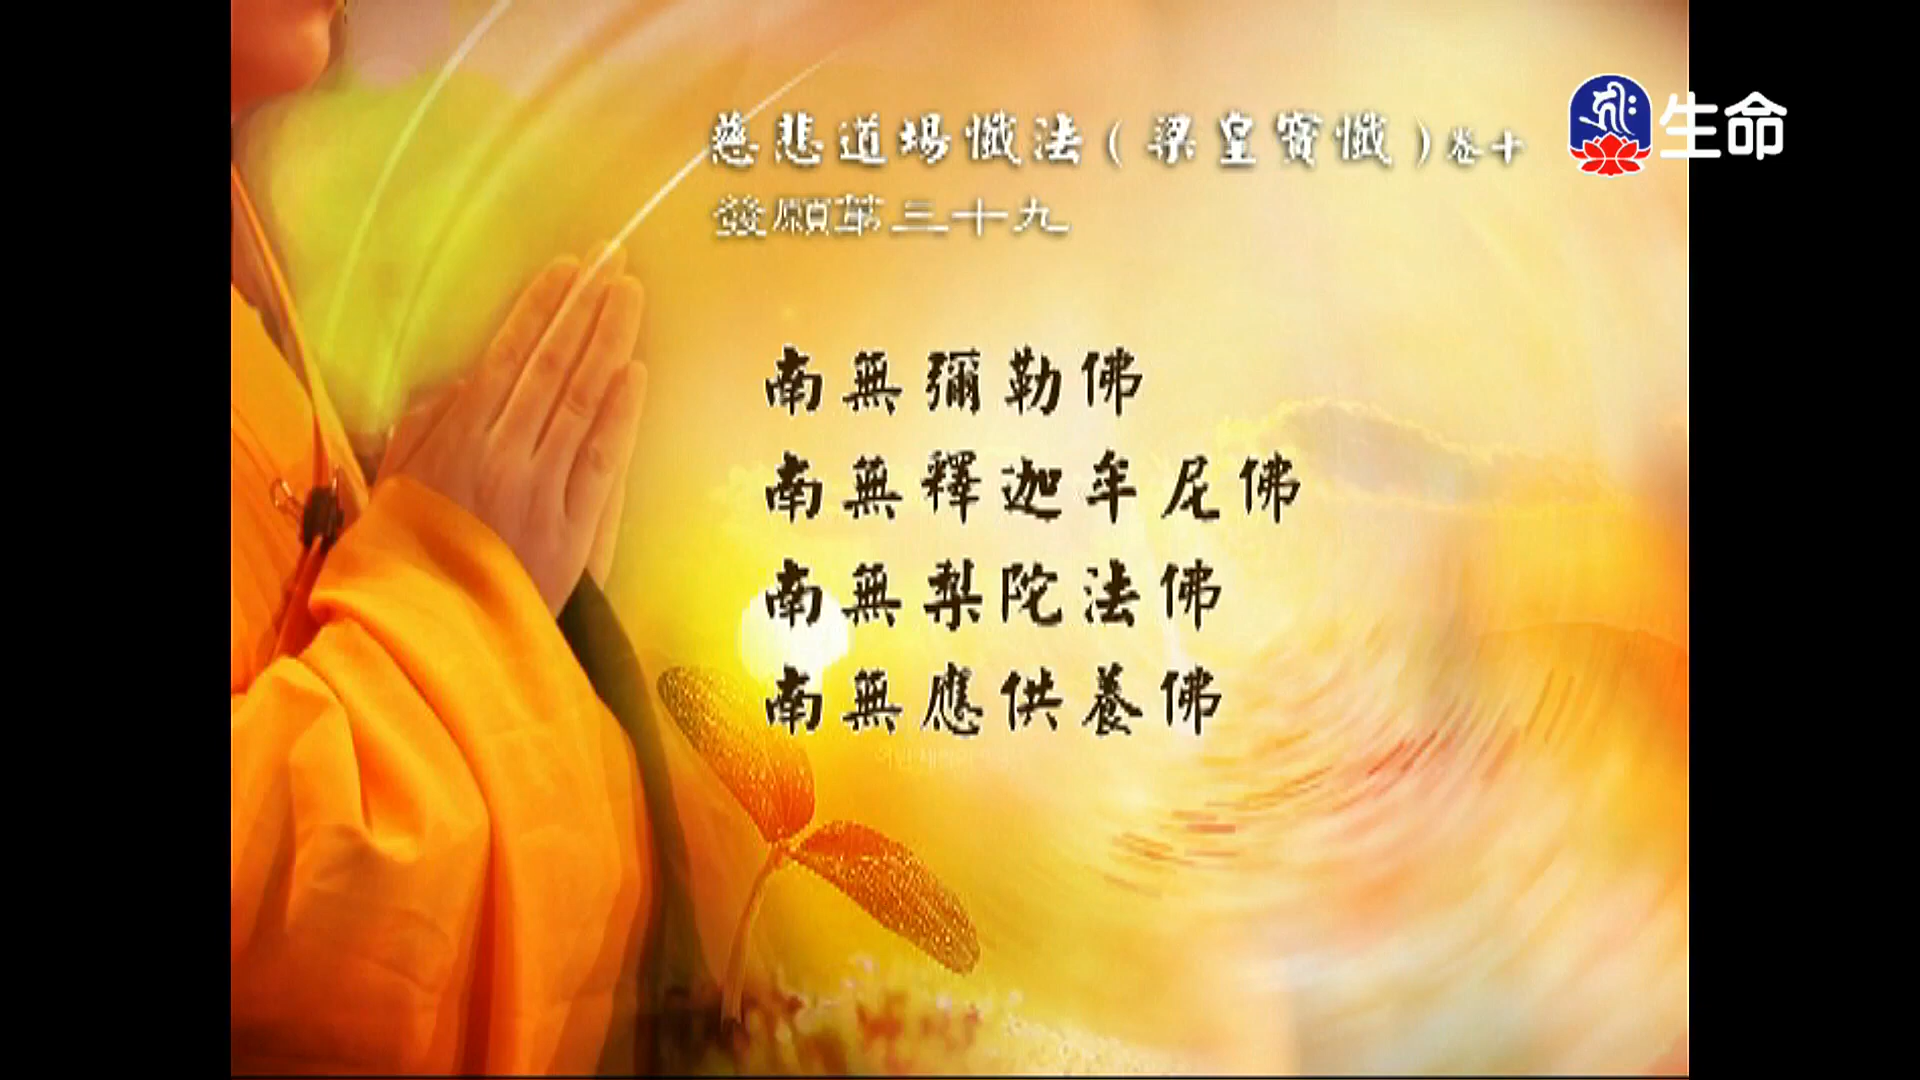 慈悲道場懺法(梁皇寶懺)卷十
生命
發願第三十九
南無彌勒佛
南無釋迦牟尼佛
南無梨陀法佛
南無應供養佛